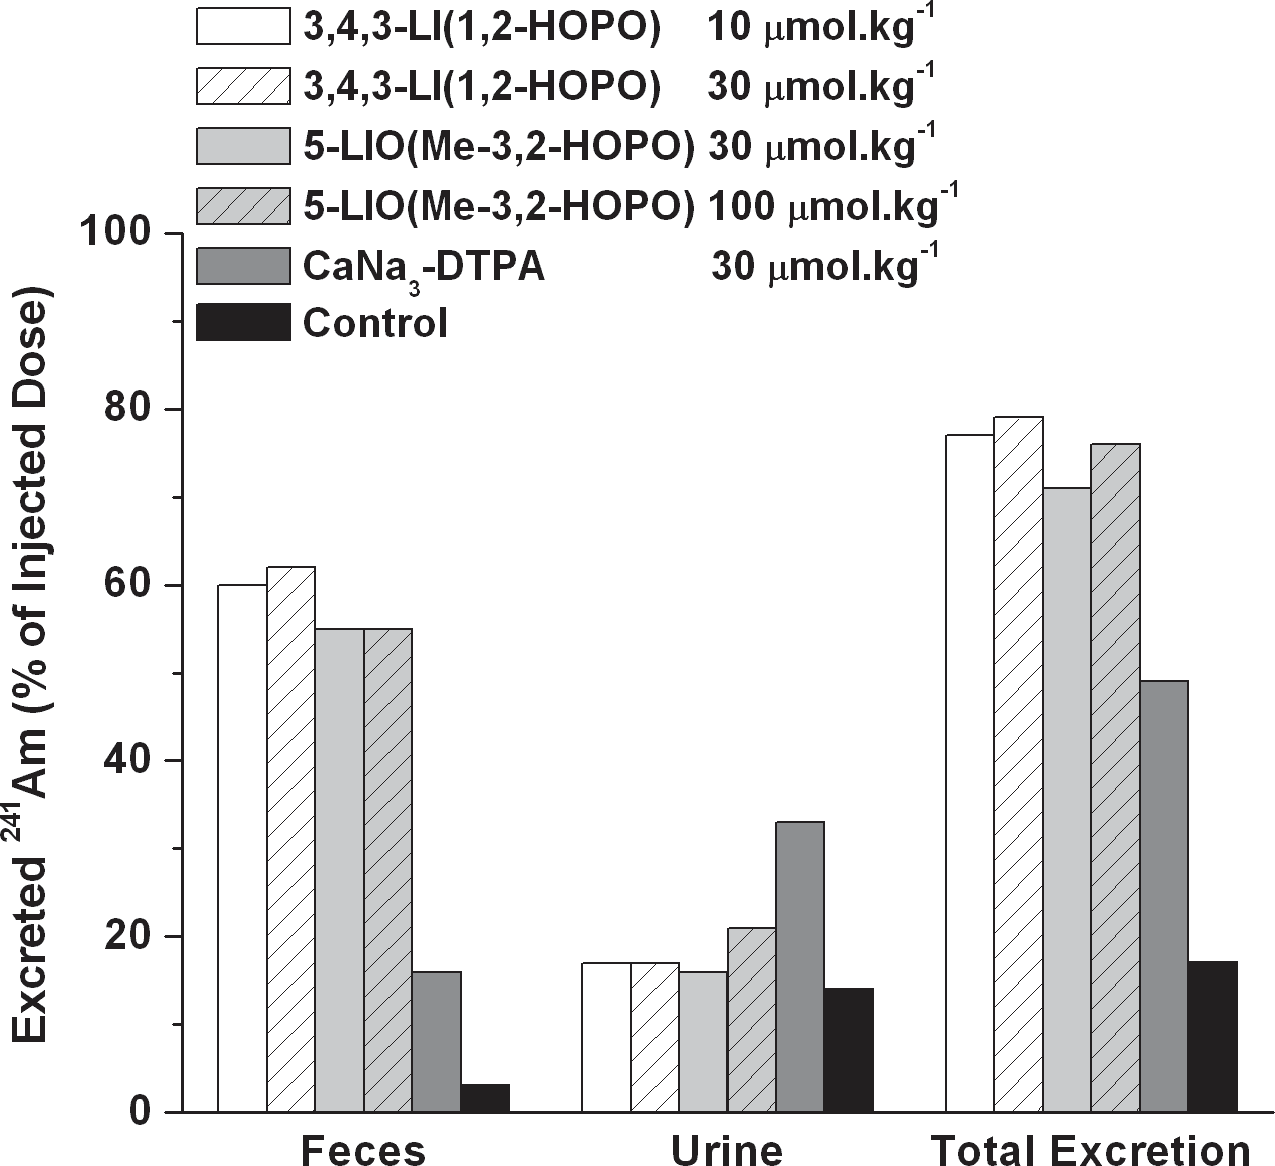 3,4,3-LI(1,2-HOPO) 10 μmol.kg⁻¹
3,4,3-LI(1,2-HOPO) 30 μmol.kg⁻¹
5-LIO(Me-3,2-HOPO) 30 μmol.kg⁻¹
5-LIO(Me-3,2-HOPO) 100 μmol.kg⁻¹
CaNa₃-DTPA 30 μmol.kg⁻¹
Control
Excreted ²⁴¹Am (% of Injected Dose)
100
80
60
40
20
0
Feces Urine Total Excretion